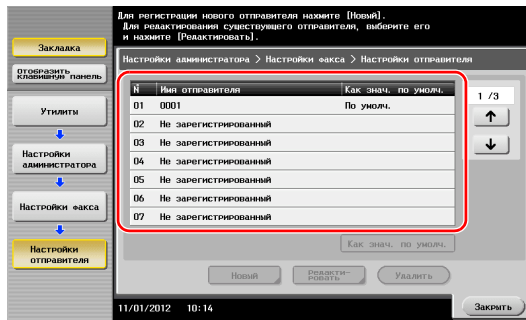 Для регистрации нового отправителя нажмите [Новый].
Для редактирования существующего отправителя, выберите его
и нажмите [Редактировать].
Закладка
Отобразить
клавишную панель
Утилиты
Настройки
администратора
Настройки факса
Настройки
отправителя
Настройки администратора > Настройки факса > Настройки отправителя
N Имя отправителя Как знач. по умолч.
01 0001 По умолч.
02 Не зарегистрированный
03 Не зарегистрированный
04 Не зарегистрированный
05 Не зарегистрированный
06 Не зарегистрированный
07 Не зарегистрированный
1 /3
Как знач. по умолч.
Новый
Редакти-
ровать
Удалить
11/01/2012 10:14
Закрыть